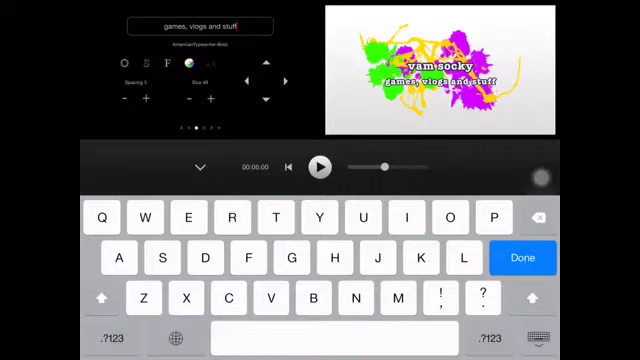 games, vlogs and stuff
AmericanTypewriter-Bold
O S F
Spacing 5 Size 49
- + - +
vam socky
games, vlogs and stuff
00:05:00
Q W E R T Y U I O P
A S D F G H J K L Done
Z X C V B N M ! , ? .
.?123 .?123